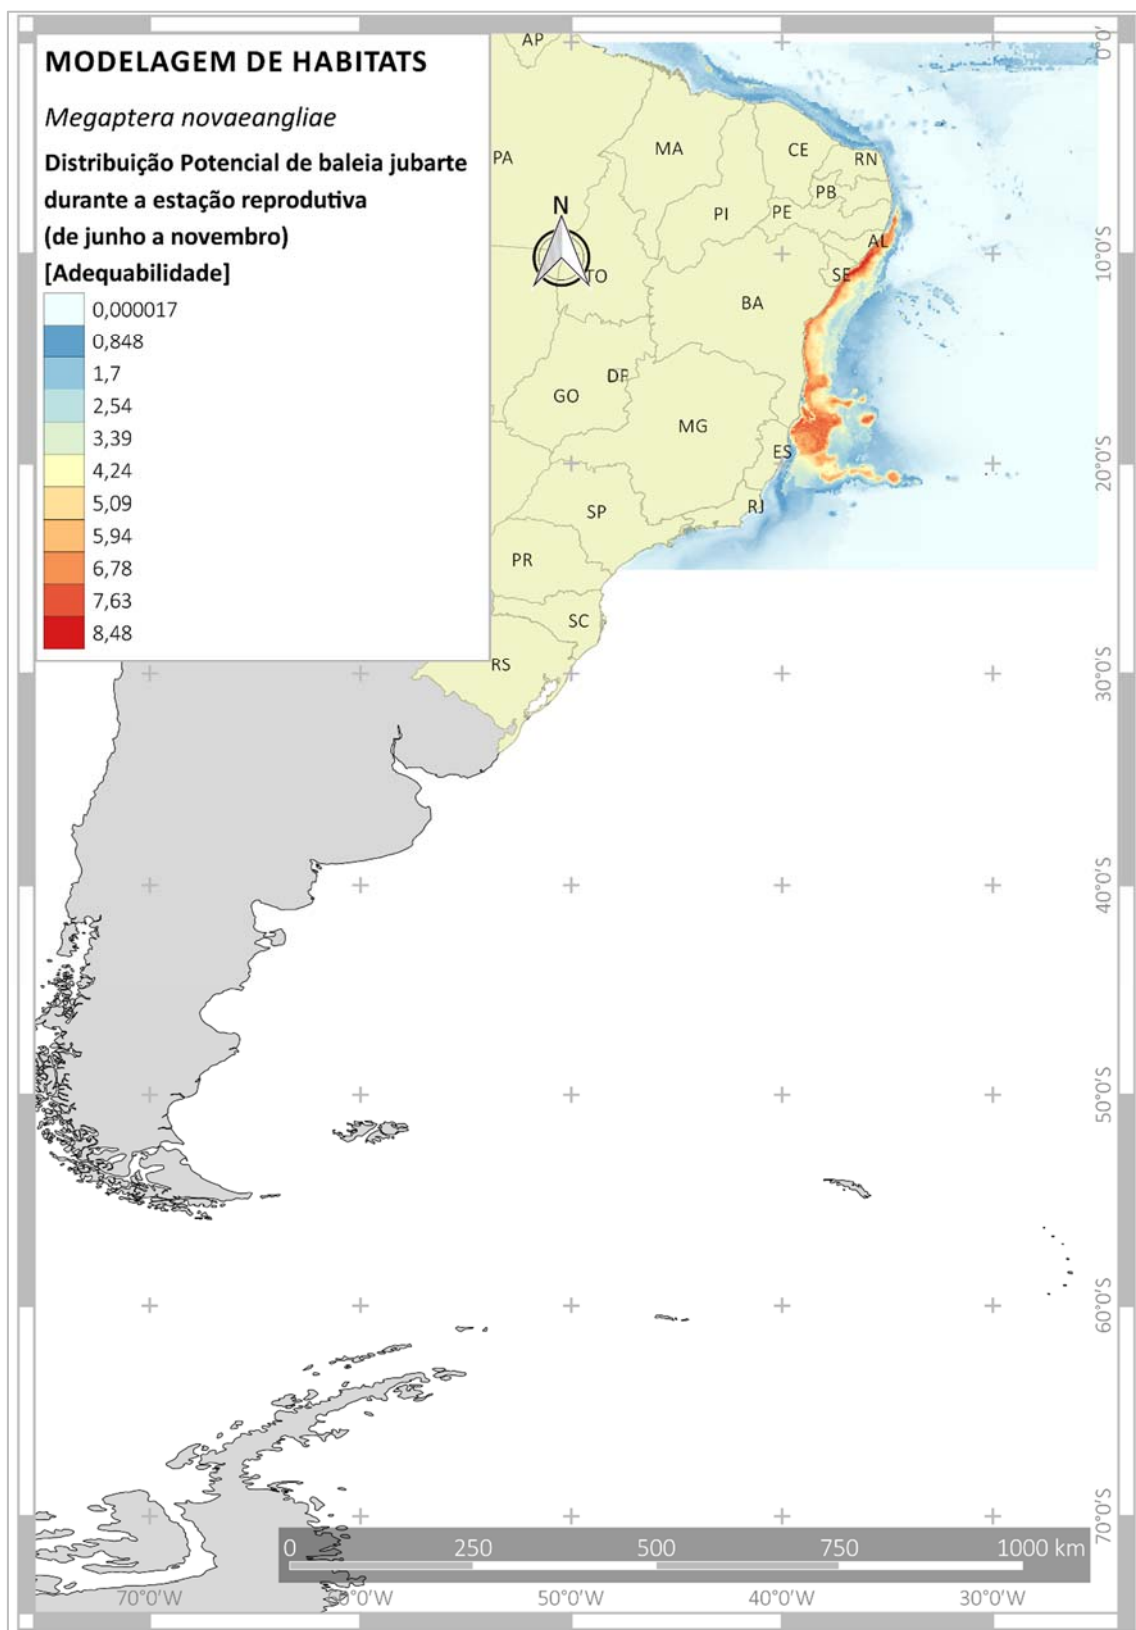 MODELAGEM DE HABITATS
Megaptera novaeangliae
Distribuição Potencial de baleia jubarte
durante a estação reprodutiva
(de junho a novembro)
[Adequabilidade]
0,000017
0,848
1,7
2,54
3,39
4,24
5,09
5,94
6,78
7,63
8,48
AP
PA
MA
CE
RN
PB
PI
PE
AL
SE
N
TO
BA
DF
GO
MG
ES
SP
RJ
PR
SC
RS
0°0'
10°0'S
20°0'S
30°0'S
40°0'S
50°0'S
60°0'S
70°0'S
0 250 500 750 1000 km
70°0'W 60°0'W 50°0'W 40°0'W 30°0'W